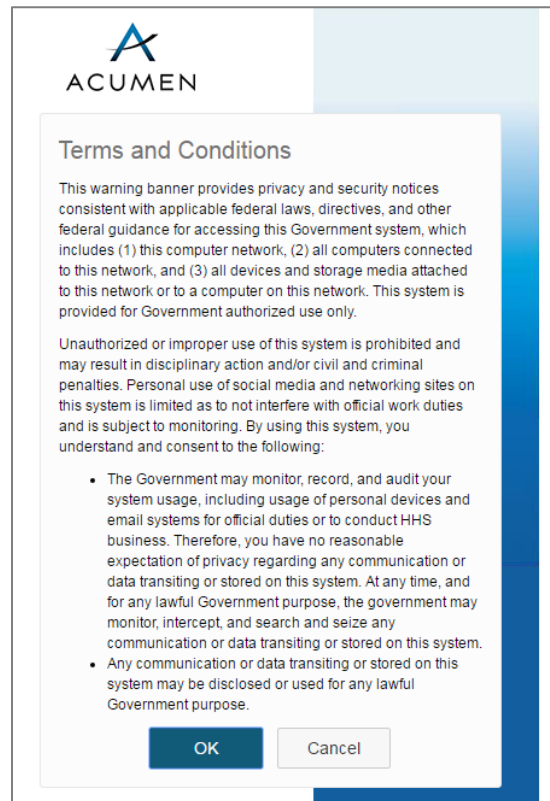 ACUMEN
Terms and Conditions
This warning banner provides privacy and security notices
consistent with applicable federal laws, directives, and other
federal guidance for accessing this Government system, which
includes (1) this computer network, (2) all computers connected
to this network, and (3) all devices and storage media attached
to this network or to a computer on this network. This system is
provided for Government authorized use only.
Unauthorized or improper use of this system is prohibited and
may result in disciplinary action and/or civil and criminal
penalties. Personal use of social media and networking sites on
this system is limited as to not interfere with official work duties
and is subject to monitoring. By using this system, you
understand and consent to the following:
• The Government may monitor, record, and audit your
system usage, including usage of personal devices and
email systems for official duties or to conduct HHS
business. Therefore, you have no reasonable
expectation of privacy regarding any communication or
data transiting or stored on this system. At any time, and
for any lawful Government purpose, the government may
monitor, intercept, and search and seize any
communication or data transiting or stored on this system.
• Any communication or data transiting or stored on this
system may be disclosed or used for any lawful
Government purpose.
OK
Cancel